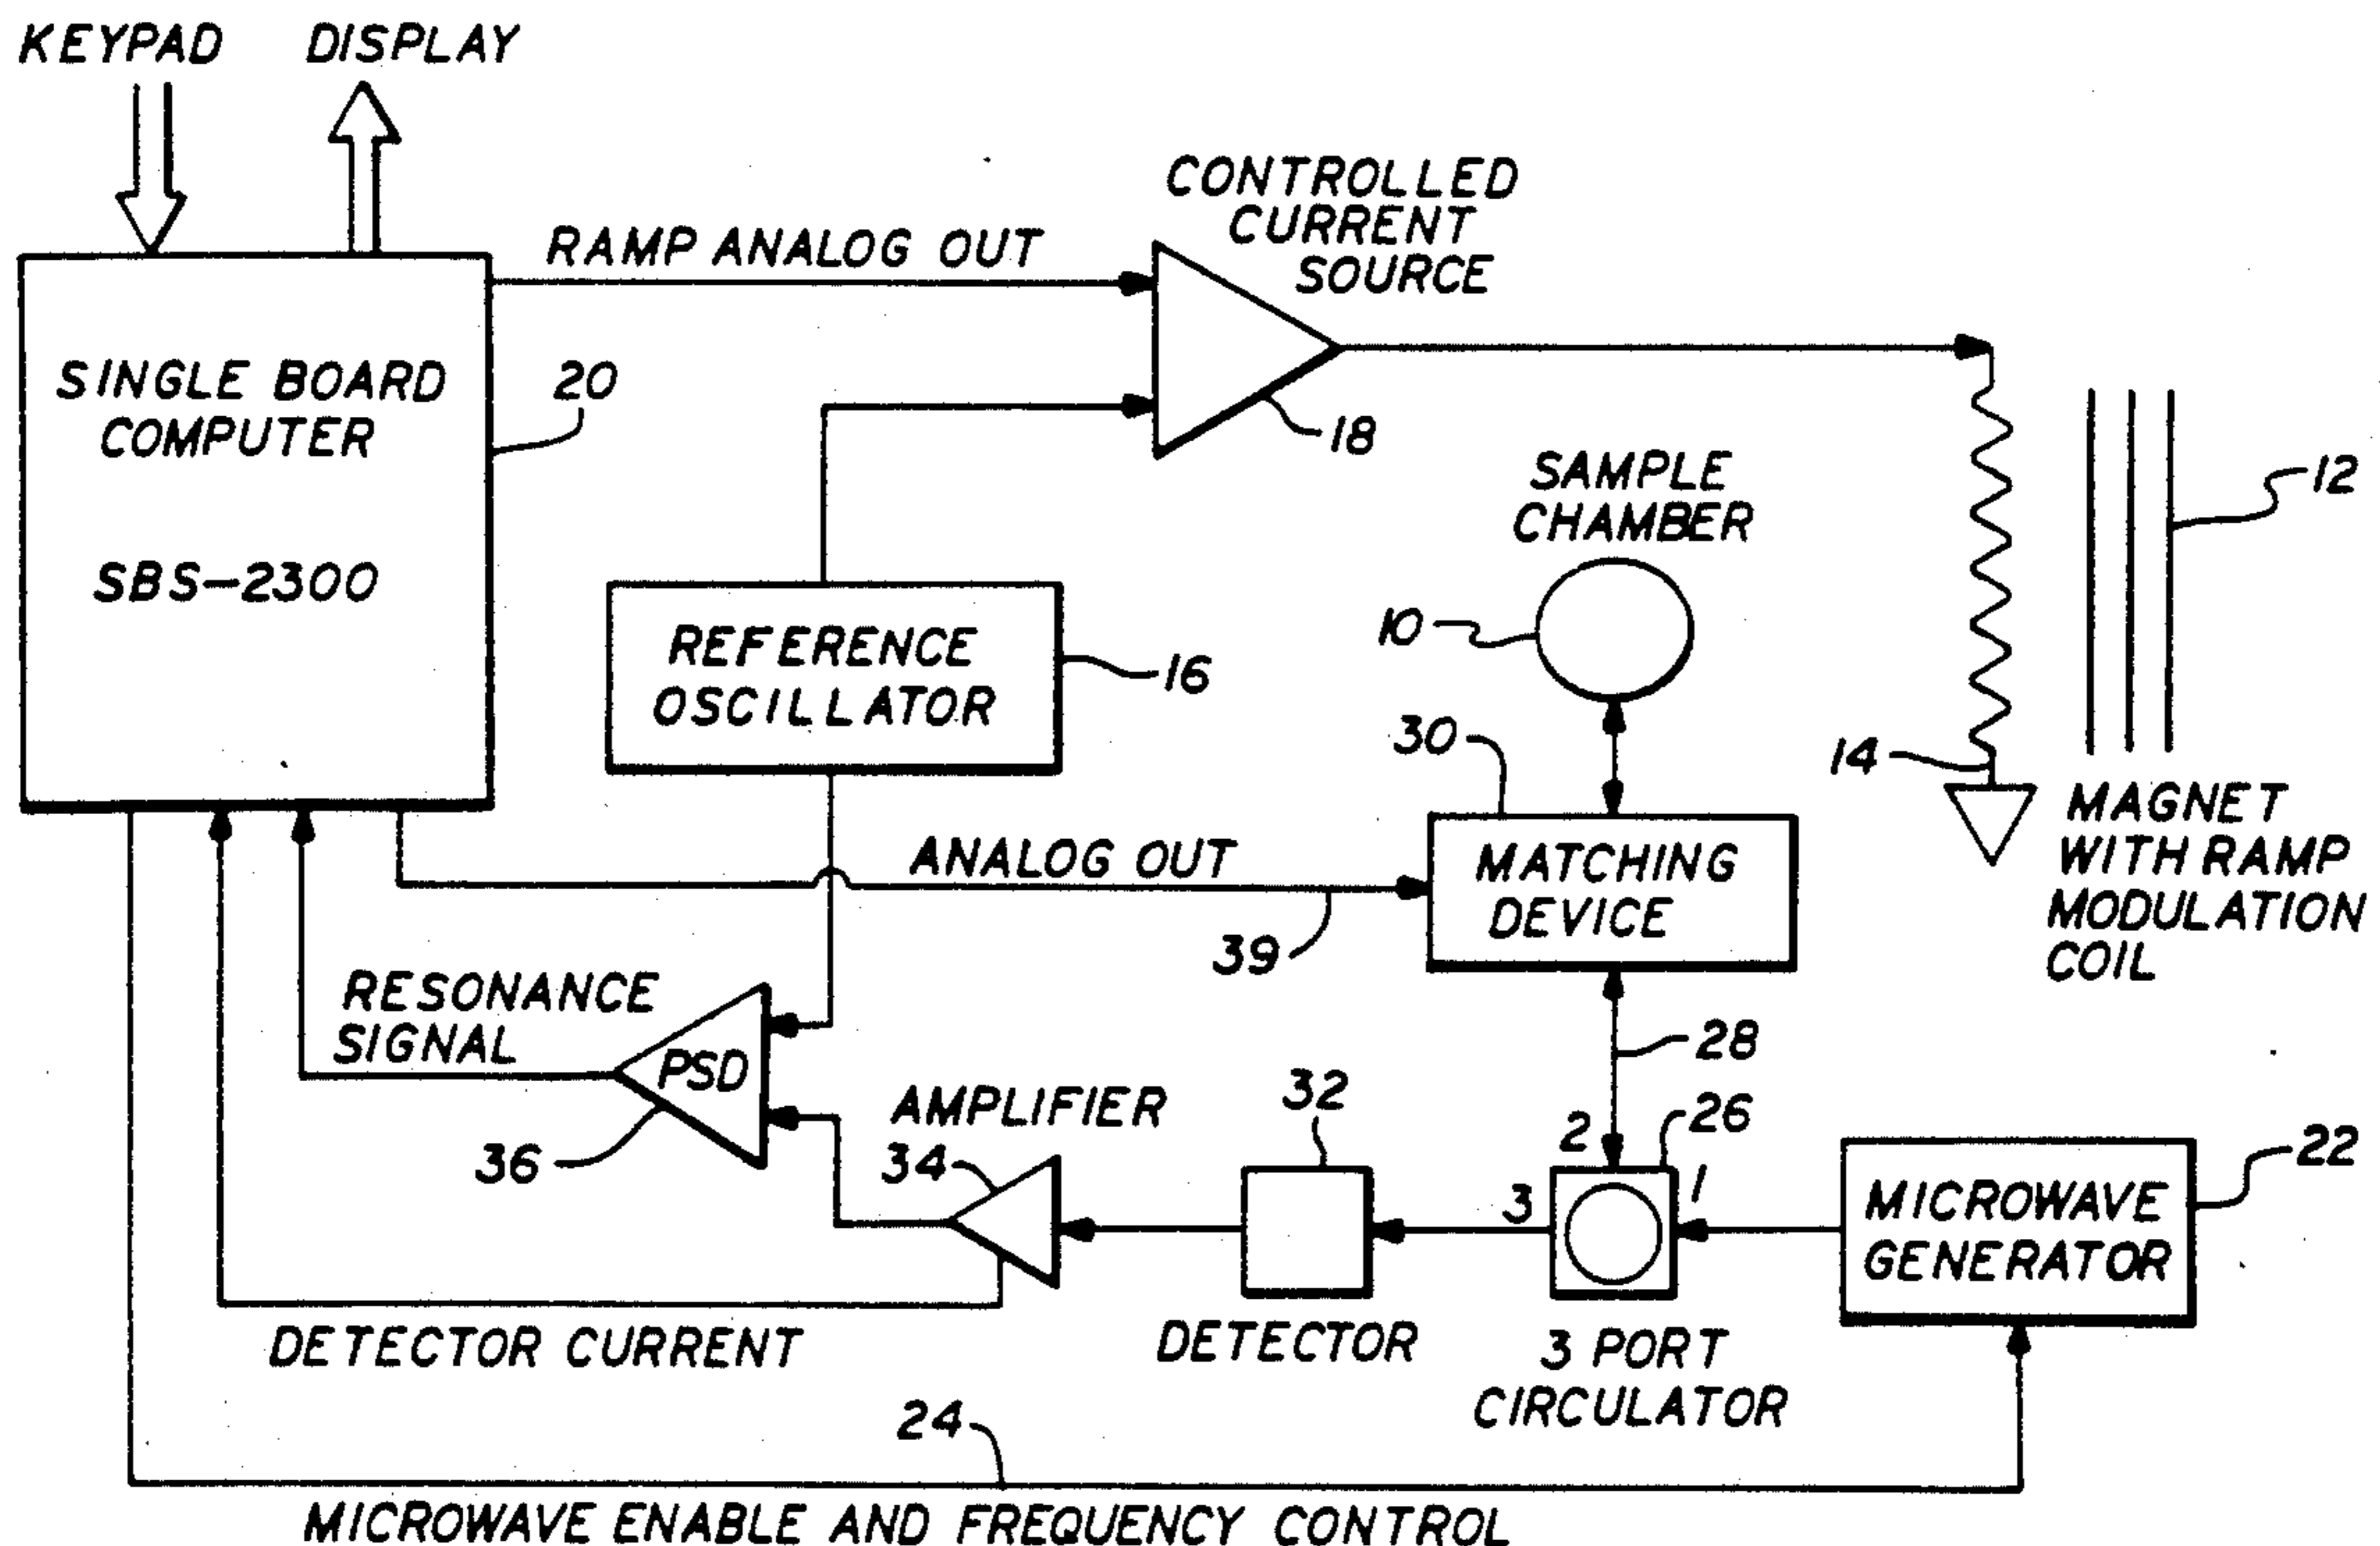 KEYPAD
DISPLAY
RAMP ANALOG OUT
CONTROLLED
CURRENT
SOURCE
SINGLE BOARD
COMPUTER
SBS-2300
20
18
SAMPLE
CHAMBER
12
10
REFERENCE
OSCILLATOR
16
30
14
MAGNET
WITH RAMP
MODULATION
COIL
ANALOG OUT
MATCHING
DEVICE
39
RESONANCE
SIGNAL
PSD
36
28
AMPLIFIER
34
32
2
26
1
3
22
MICROWAVE
GENERATOR
DETECTOR CURRENT
DETECTOR
3 PORT
CIRCULATOR
24
MICROWAVE ENABLE AND FREQUENCY CONTROL